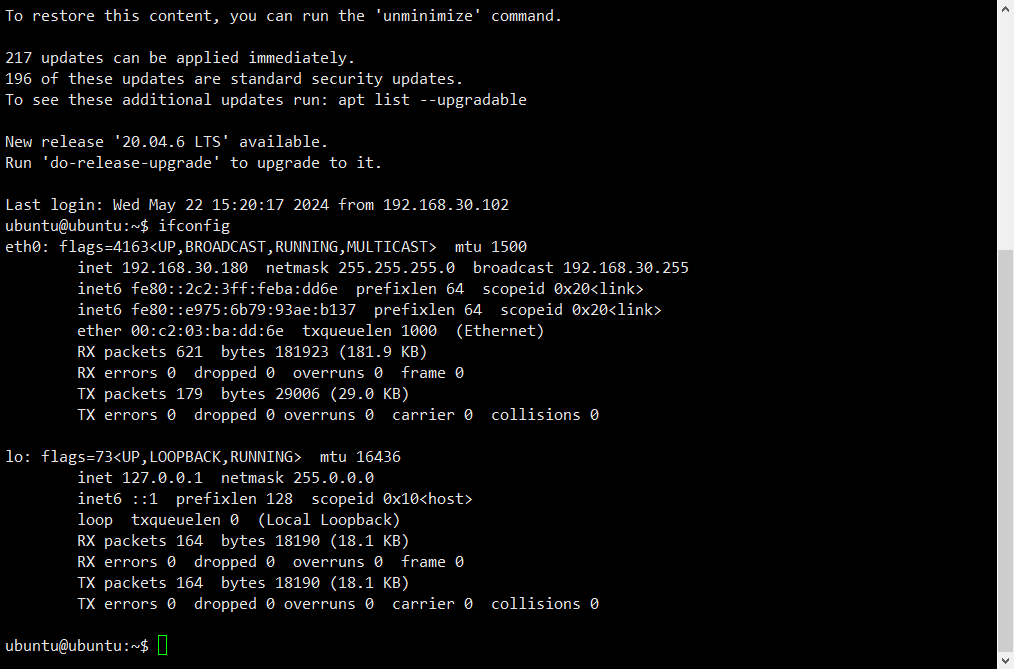 To restore this content, you can run the 'unminimize' command.
217 updates can be applied immediately.
196 of these updates are standard security updates.
To see these additional updates run: apt list --upgradable
New release '20.04.6 LTS' available.
Run 'do-release-upgrade' to upgrade to it.
Last login: Wed May 22 15:20:17 2024 from 192.168.30.102
ubuntu@ubuntu:~$ ifconfig
eth0: flags=4163<UP,BROADCAST,RUNNING,MULTICAST>  mtu 1500
        inet 192.168.30.180  netmask 255.255.255.0  broadcast 192.168.30.255
        inet6 fe80::2c2:3ff:feba:dd6e  prefixlen 64  scopeid 0x20<link>
        inet6 fe80::e975:6b79:93ae:b137  prefixlen 64  scopeid 0x20<link>
        ether 00:c2:03:ba:dd:6e  txqueuelen 1000  (Ethernet)
        RX packets 621  bytes 181923 (181.9 KB)
        RX errors 0  dropped 0  overruns 0  frame 0
        TX packets 179  bytes 29006 (29.0 KB)
        TX errors 0  dropped 0 overruns 0  carrier 0  collisions 0
lo: flags=73<UP,LOOPBACK,RUNNING>  mtu 16436
        inet 127.0.0.1  netmask 255.0.0.0
        inet6 ::1  prefixlen 128  scopeid 0x10<host>
        loop  txqueuelen 0  (Local Loopback)
        RX packets 164  bytes 18190 (18.1 KB)
        RX errors 0  dropped 0  overruns 0  frame 0
        TX packets 164  bytes 18190 (18.1 KB)
        TX errors 0  dropped 0 overruns 0  carrier 0  collisions 0
ubuntu@ubuntu:~$